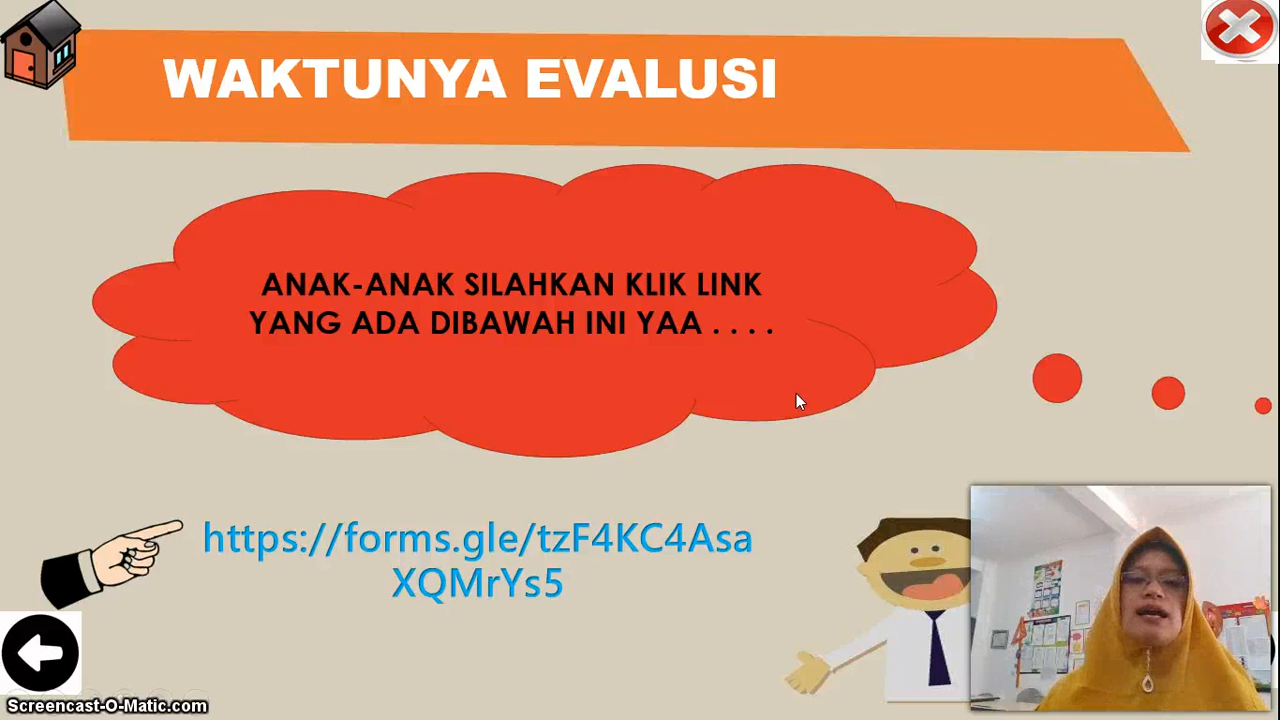 WAKTUNYA EVALUSI
ANAK-ANAK SILAHKAN KLIK LINK
YANG ADA DIBAWAH INI YAA . . . .
https://forms.gle/tzF4KC4Asa
XQMrYs5
Screencast-O-Matic.com